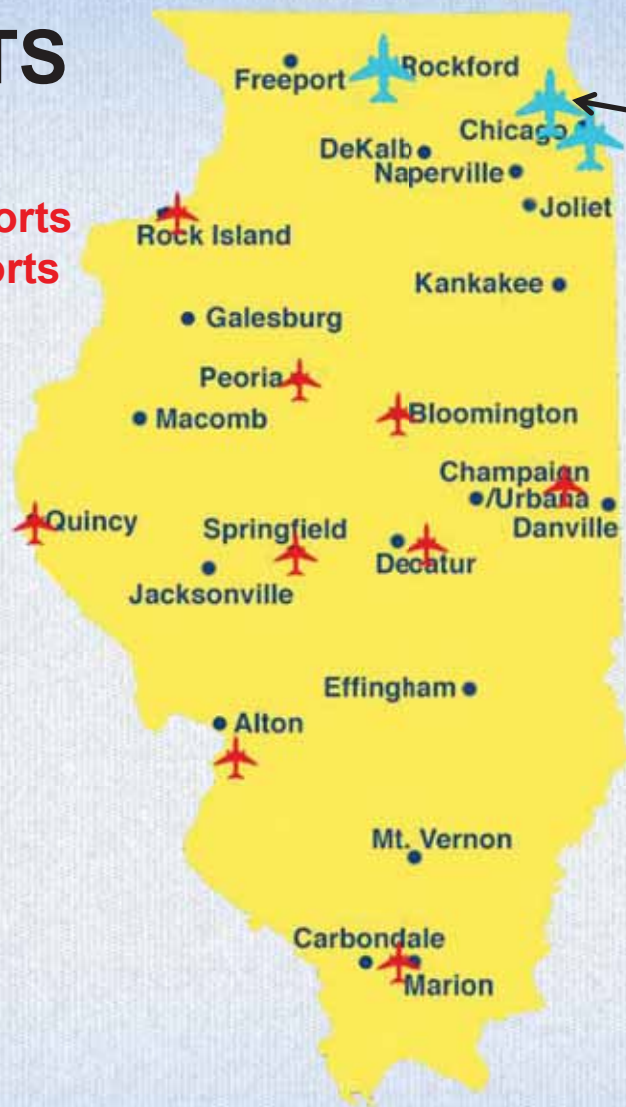 TS
Freeport
Rockford
Chicago
DeKalb
Naperville
orts
Joliet
Rock Island
orts
Kankakee
Galesburg
Peoria
Bloomington
Macomb
Champaign
/Urbana
Quincy
Springfield
Danville
Decatur
Jacksonville
Effingham
Alton
Mt. Vernon
Carbondale
Marion